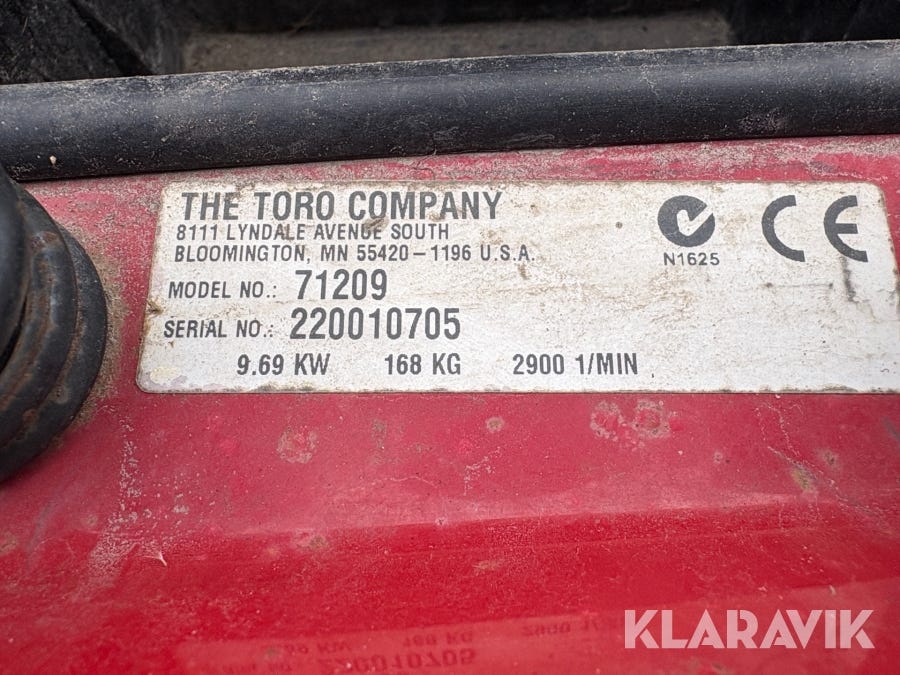 THE TORO COMPANY
8111 LYNDALE AVENUE SOUTH
BLOOMINGTON, MN 55420-1196 U.S.A.
MODEL NO.: 71209
SERIAL NO.: 220010705
9.69 KW 168 KG 2900 1/MIN
N1625
CE
KLARAVIK